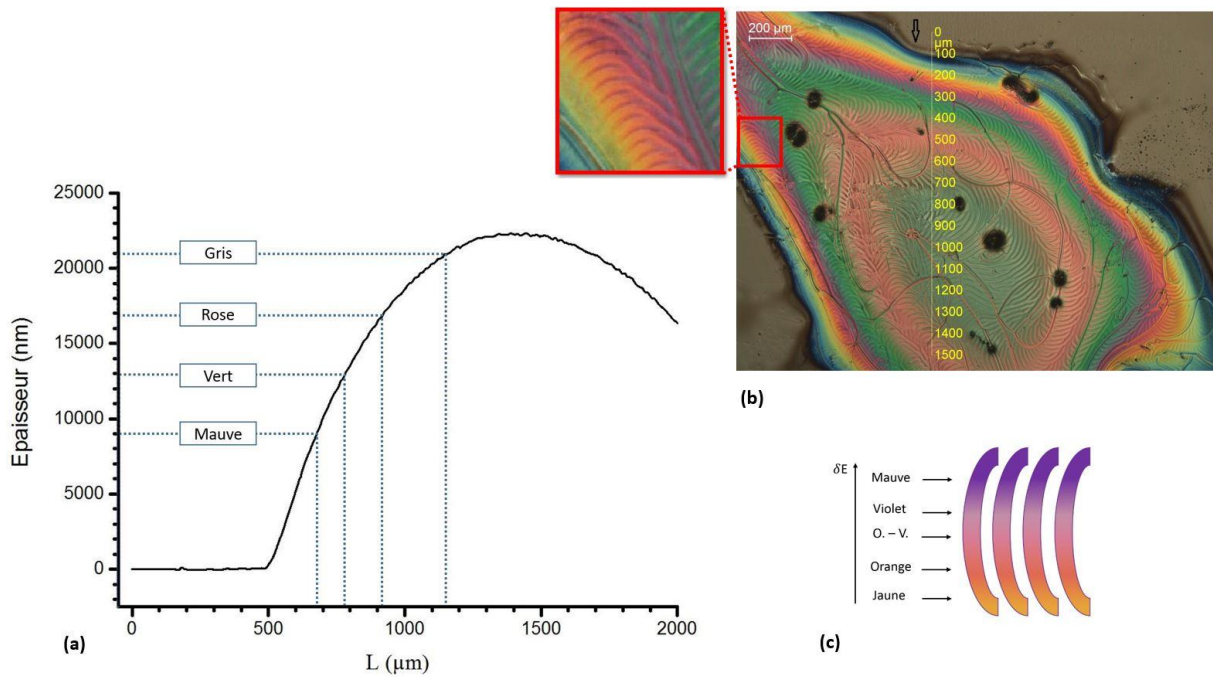 25000
20000
15000
10000
5000
0
Epaisseur (nm)
Gris
Rose
Vert
Mauve
0
500
1000
1500
2000
L (µm)
(a)
200 µm
0
µm
100
200
300
400
500
600
700
800
900
1000
1100
1200
1300
1400
1500
(b)
δE
Mauve
Violet
O. – V.
Orange
Jaune
(c)